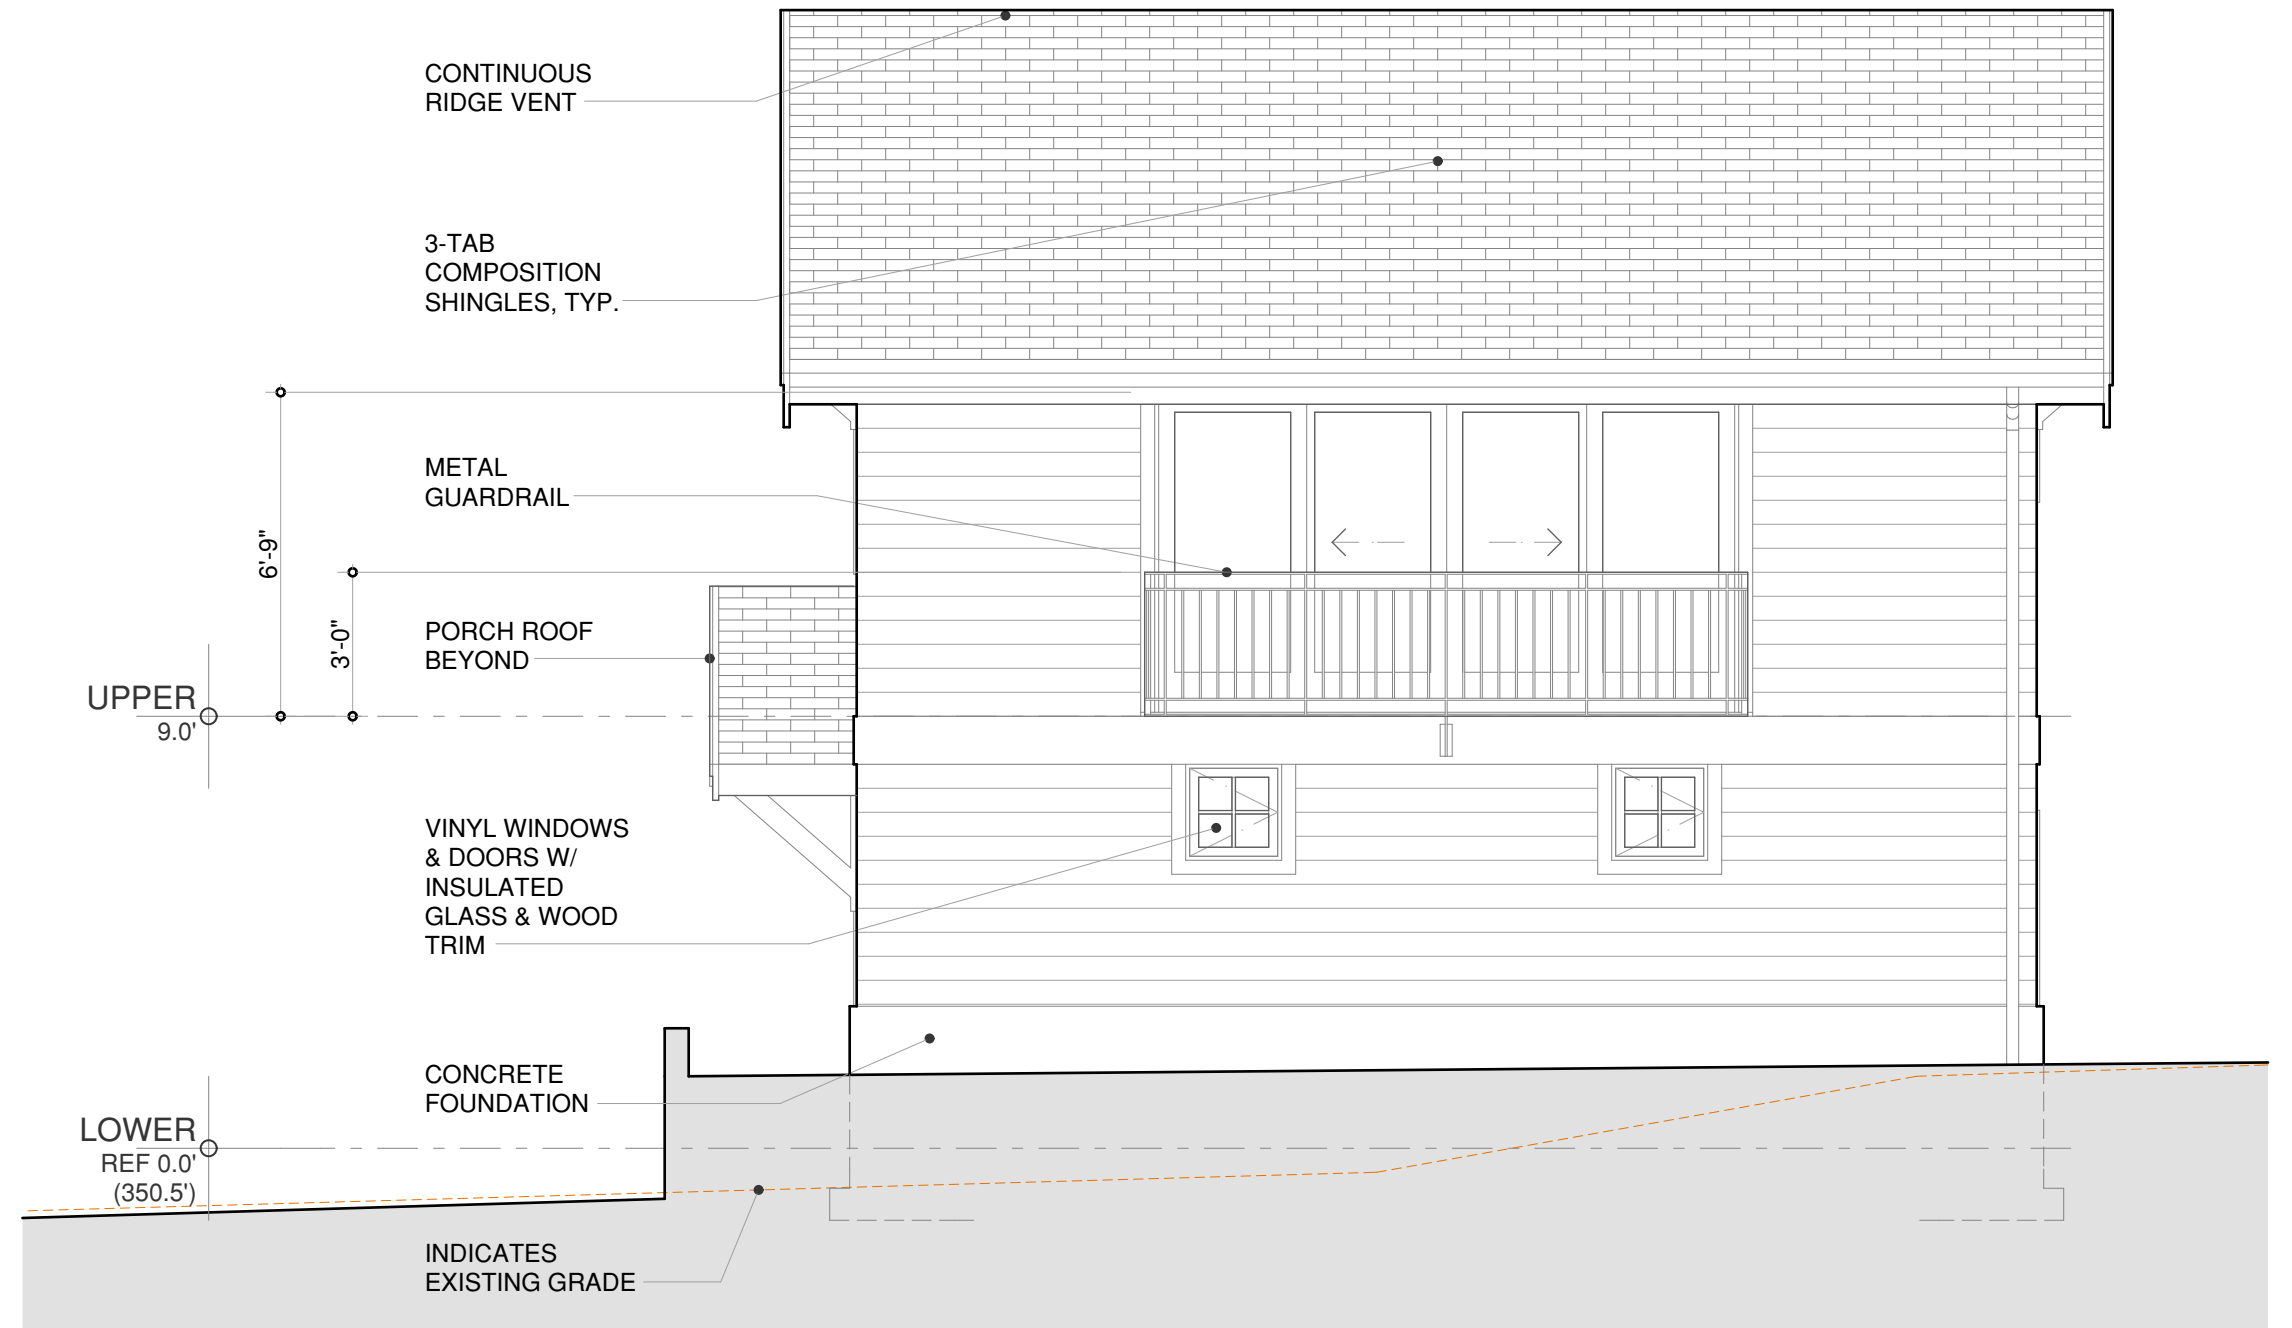 CONTINUOUS
RIDGE VENT
3-TAB
COMPOSITION
SHINGLES, TYP.
METAL
GUARDRAIL
6'-9"
3'-0"
PORCH ROOF
BEYOND
UPPER
9.0'
VINYL WINDOWS
& DOORS W/
INSULATED
GLASS & WOOD
TRIM
CONCRETE
FOUNDATION
LOWER
REF 0.0'
(350.5')
INDICATES
EXISTING GRADE